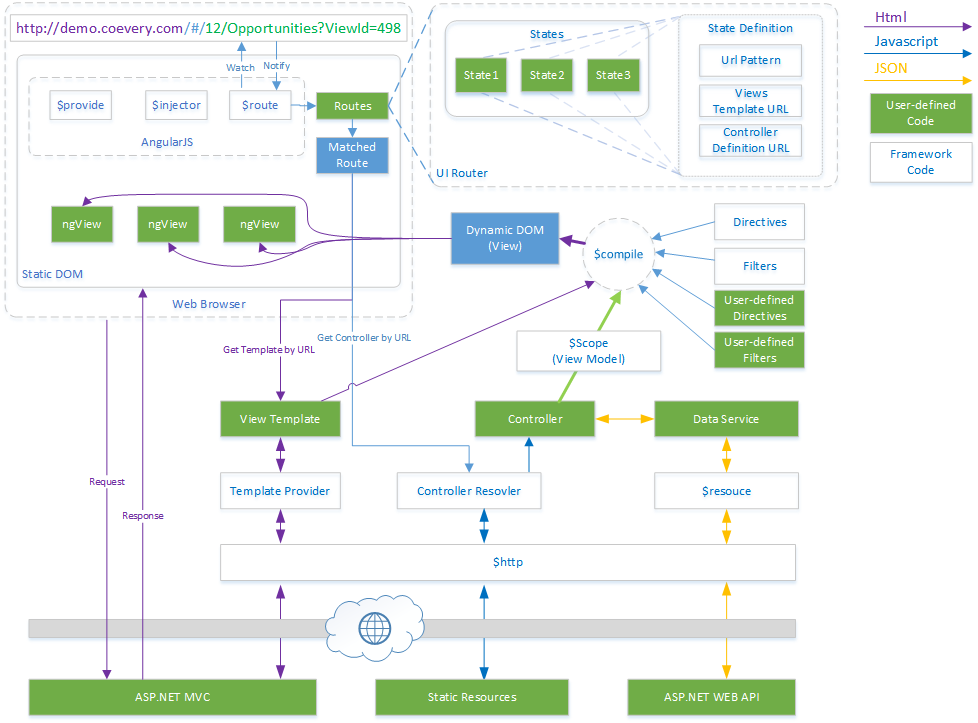 http://demo.coevery.com/#/12/Opportunities?ViewId=498
Watch
Notify
$provide
$injector
$route
AngularJS
Routes
Matched
Route
ngView
ngView
ngView
Static DOM
Web Browser
States
State1
State2
State3
UI Router
State Definition
Url Pattern
Views
Template URL
Controller
Definition URL
Html
Javascript
JSON
User-defined
Code
Framework
Code
Dynamic DOM
(View)
$compile
Directives
Filters
User-defined
Directives
User-defined
Filters
Get Template by URL
Get Controller by URL
$Scope
(View Model)
View Template
Controller
Data Service
Request
Response
Template Provider
Controller Resovler
$resouce
$http
ASP.NET MVC
Static Resources
ASP.NET WEB API